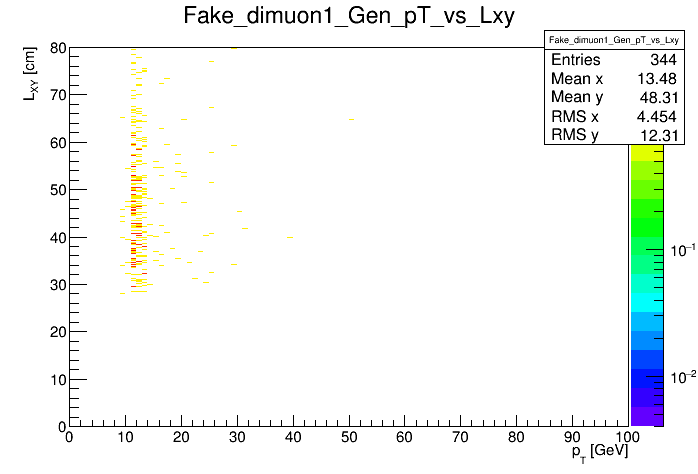 Fake_dimuon1_Gen_pT_vs_Lxy
Fake_dimuon1_Gen_pT_vs_Lxy
Entries 344
Mean x 13.48
Mean y 48.31
RMS x 4.454
RMS y 12.31
L_XY [cm]
80
70
60
50
40
30
20
10
0
0 10 20 30 40 50 60 70 80 90 100
p_T [GeV]
10^−1
10^−2